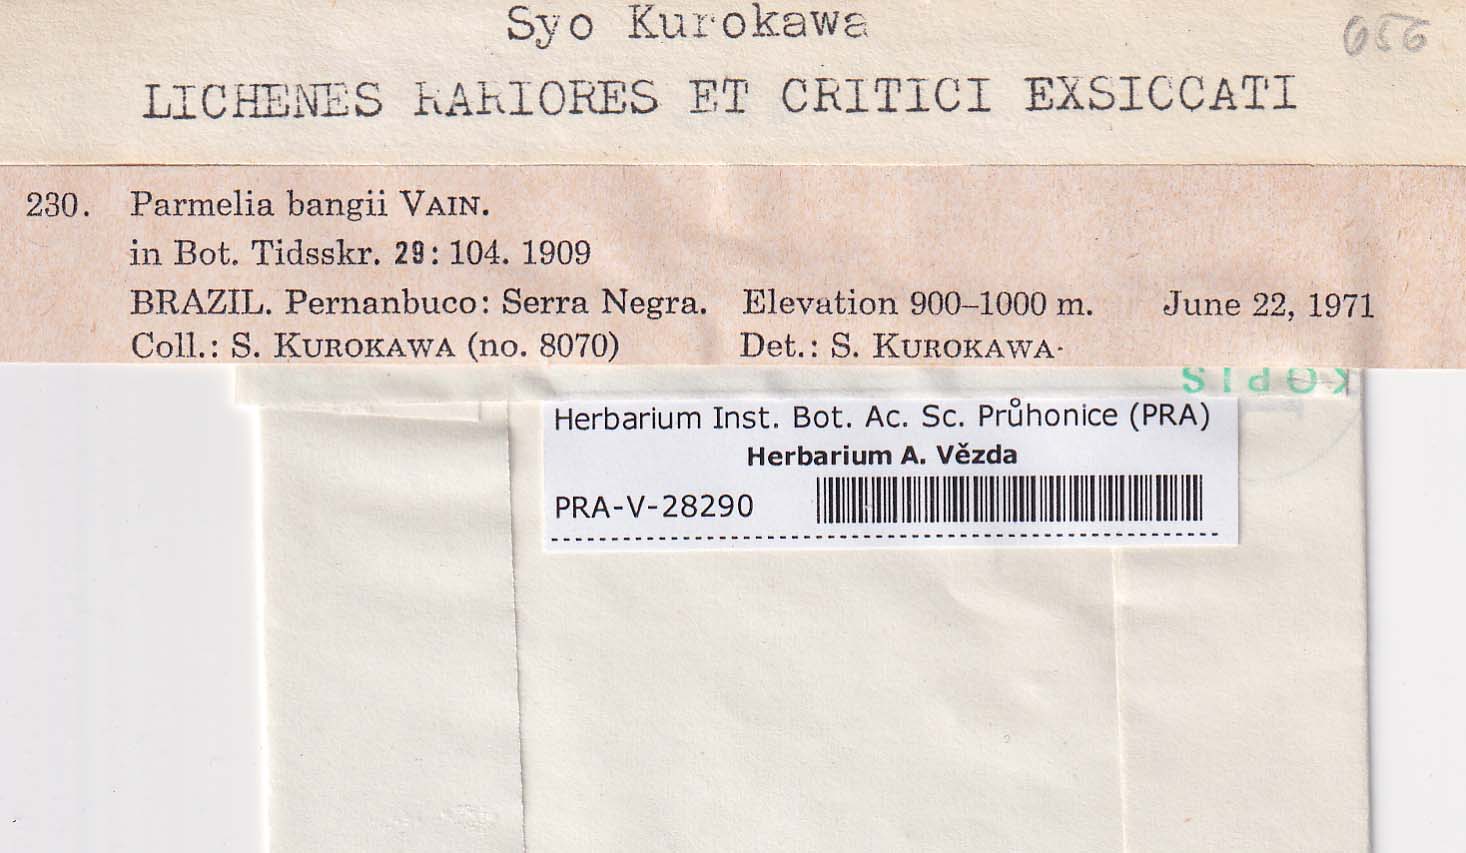 Syo Kurokawa
056
LICHENES RARIORES ET CRITICI EXSICCATI
230. Parmelia bangii VAIN.
in Bot. Tidsskr. 29: 104. 1909
BRAZIL. Pernanbuco: Serra Negra. Elevation 900–1000 m. June 22, 1971
Coll.: S. KUROKAWA (no. 8070) Det.: S. KUROKAWA.
KOPIS
Herbarium Inst. Bot. Ac. Sc. Průhonice (PRA)
Herbarium A. Vězda
PRA-V-28290